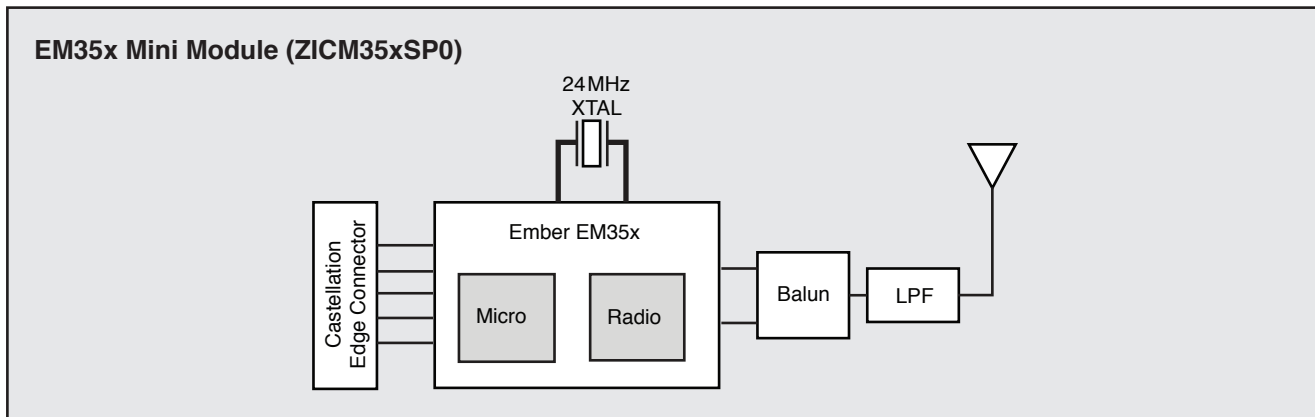 EM35x Mini Module (ZICM35xSP0)
24MHz
XTAL
Castellation
Edge Connector
Ember EM35x
Micro
Radio
Balun
LPF